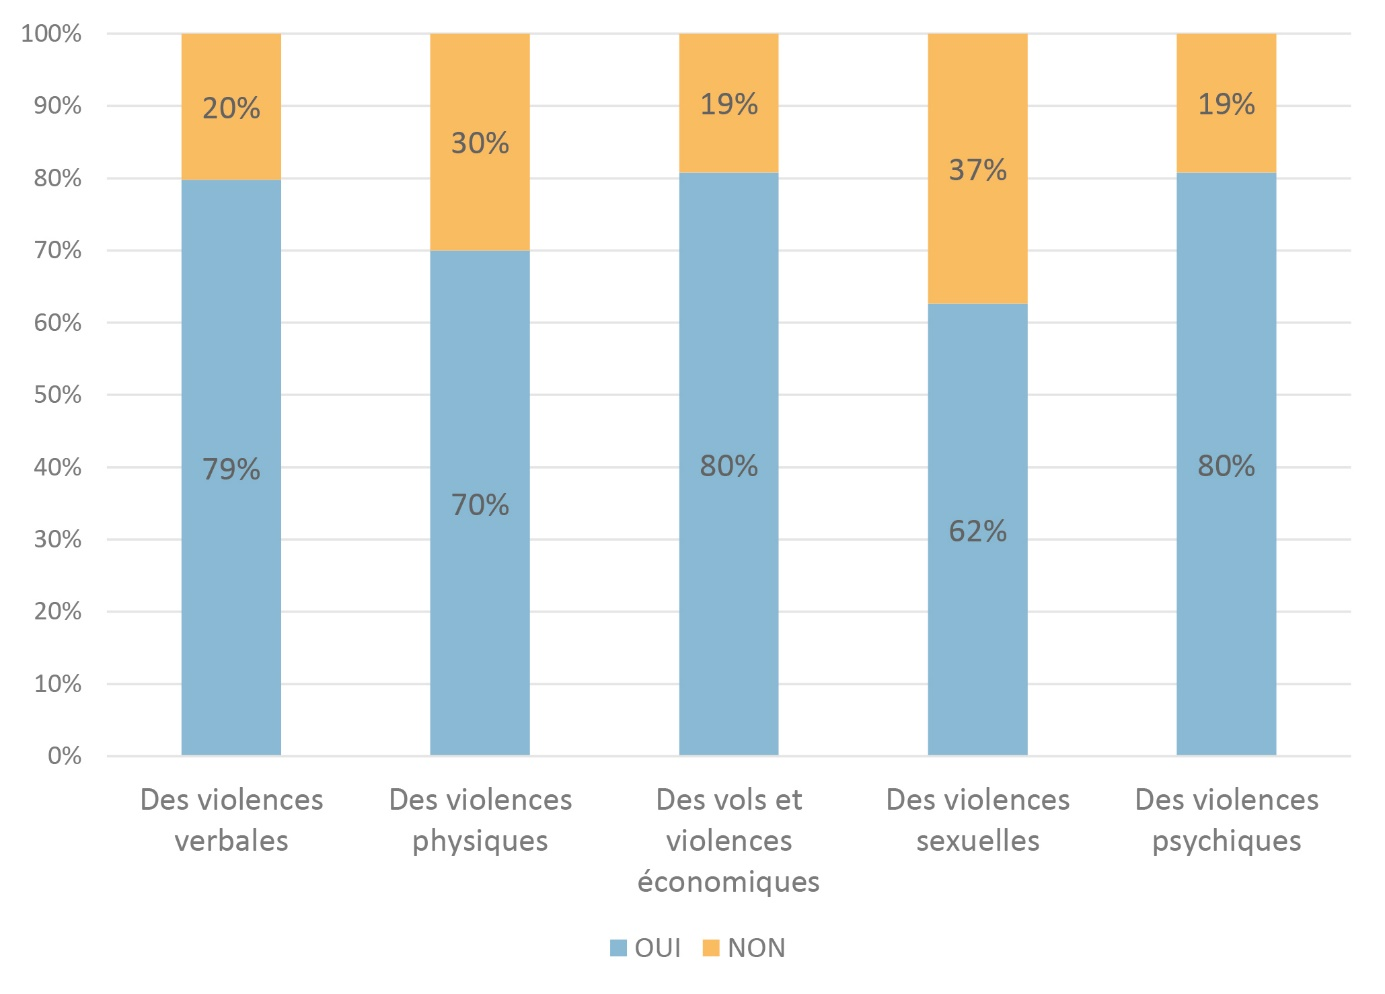 100%
90%
80%
70%
60%
50%
40%
30%
20%
10%
0%
20%
30%
19%
37%
19%
79%
70%
80%
62%
80%
Des violences
verbales
Des violences
physiques
Des vols et
violences
économiques
Des violences
sexuelles
Des violences
psychiques
OUI
NON